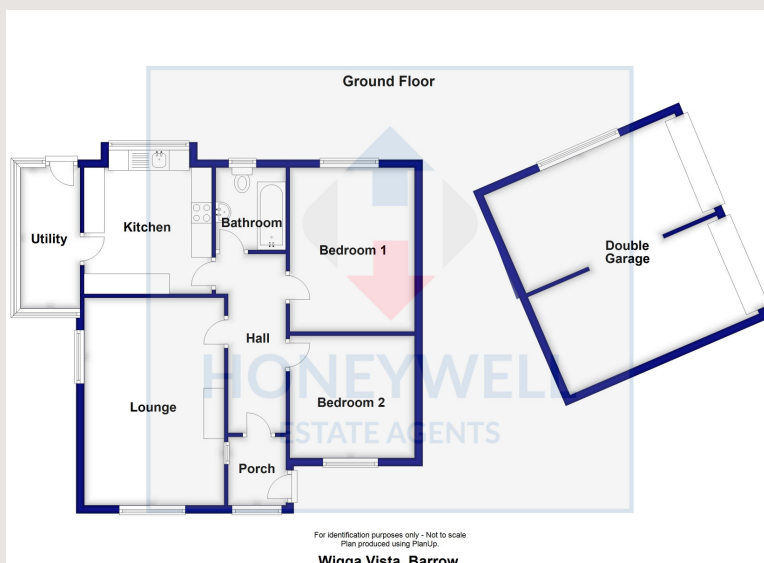 Ground Floor
Utility
Kitchen
Bathroom
Bedroom 1
Double
Garage
Hall
HONEYWELL
Lounge
Bedroom 2
ESTATE AGENTS
Porch
For identification purposes only - Not to scale
Plan produced using PlanUp.
Wigga Vista, Barrow